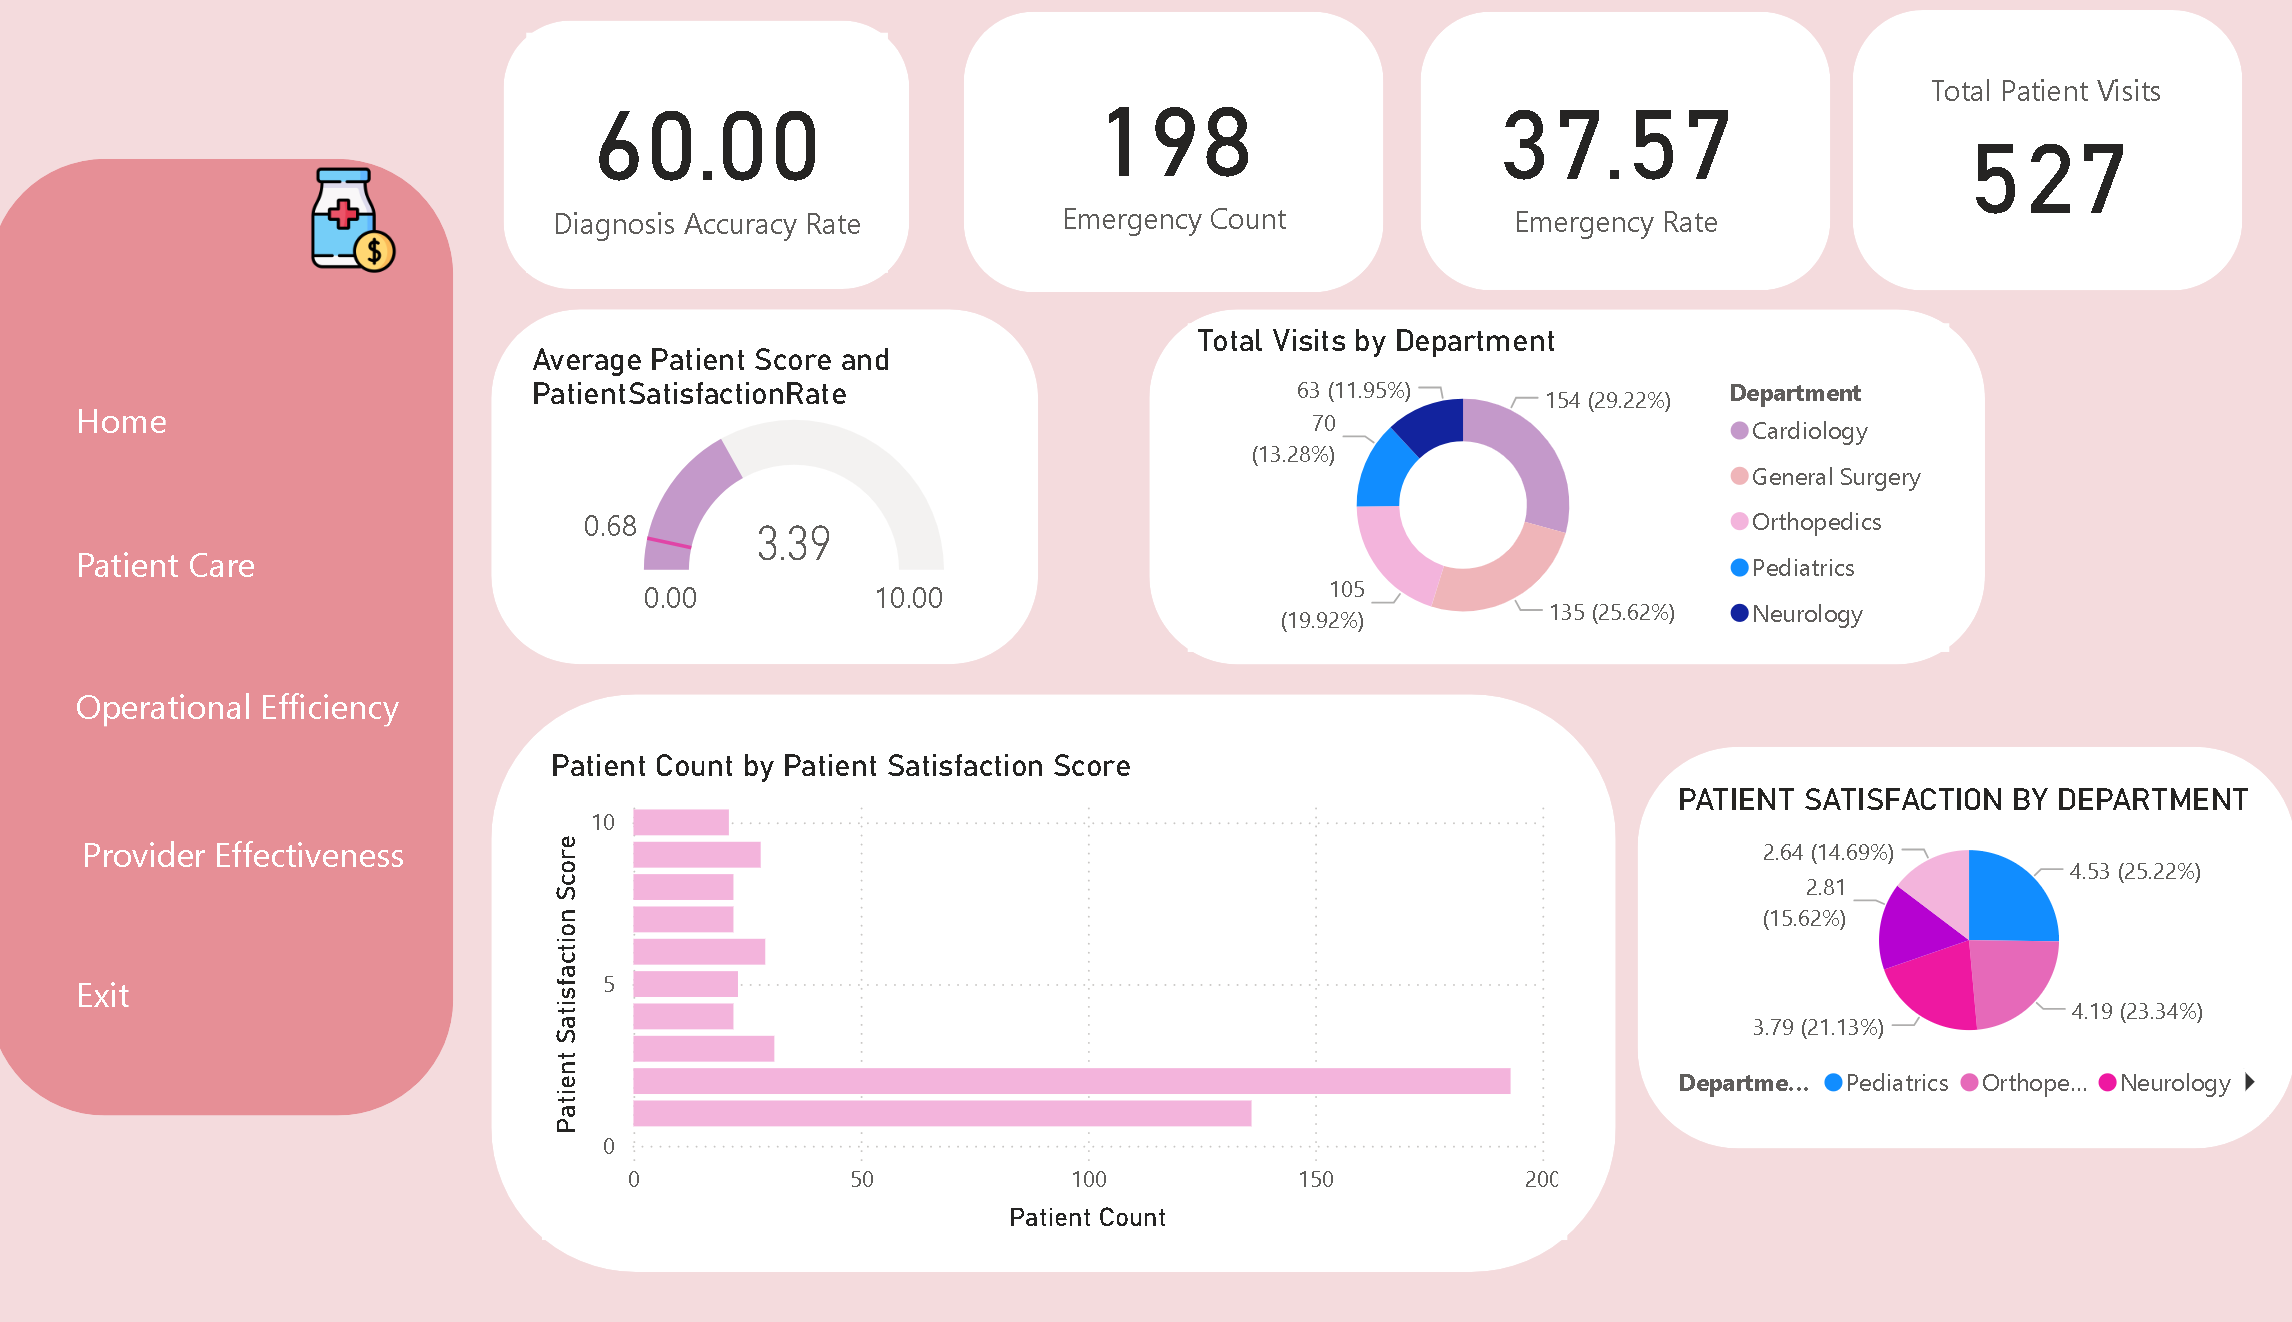 60.00
Diagnosis Accuracy Rate
198
Emergency Count
37.57
Emergency Rate
Total Patient Visits
527
$
Home
Patient Care
Operational Efficiency
Provider Effectiveness
Exit
Average Patient Score and
PatientSatisfactionRate
0.68
3.39
0.00
10.00
Total Visits by Department
63 (11.95%)
70
(13.28%)
105
(19.92%)
154 (29.22%)
135 (25.62%)
Department
Cardiology
General Surgery
Orthopedics
Pediatrics
Neurology
Patient Count by Patient Satisfaction Score
Patient Satisfaction Score
10
5
0
0 50 100 150 200
Patient Count
PATIENT SATISFACTION BY DEPARTMENT
2.64 (14.69%)
2.81
(15.62%)
3.79 (21.13%)
4.53 (25.22%)
4.19 (23.34%)
Departme... Pediatrics Orthope... Neurology